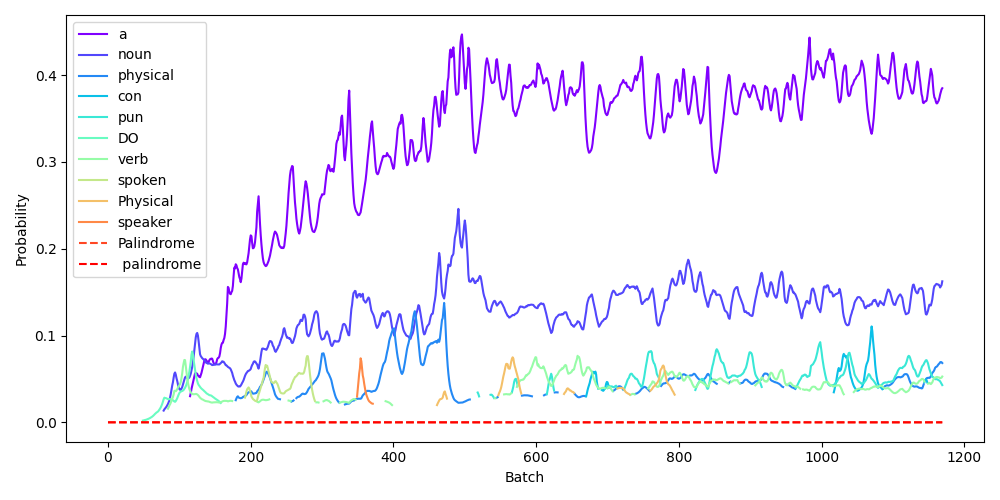 a
noun
physical
con
pun
DO
verb
spoken
Physical
speaker
Palindrome
palindrome
Probability
0.4
0.3
0.2
0.1
0.0
0
200
400
600
800
1000
1200
Batch